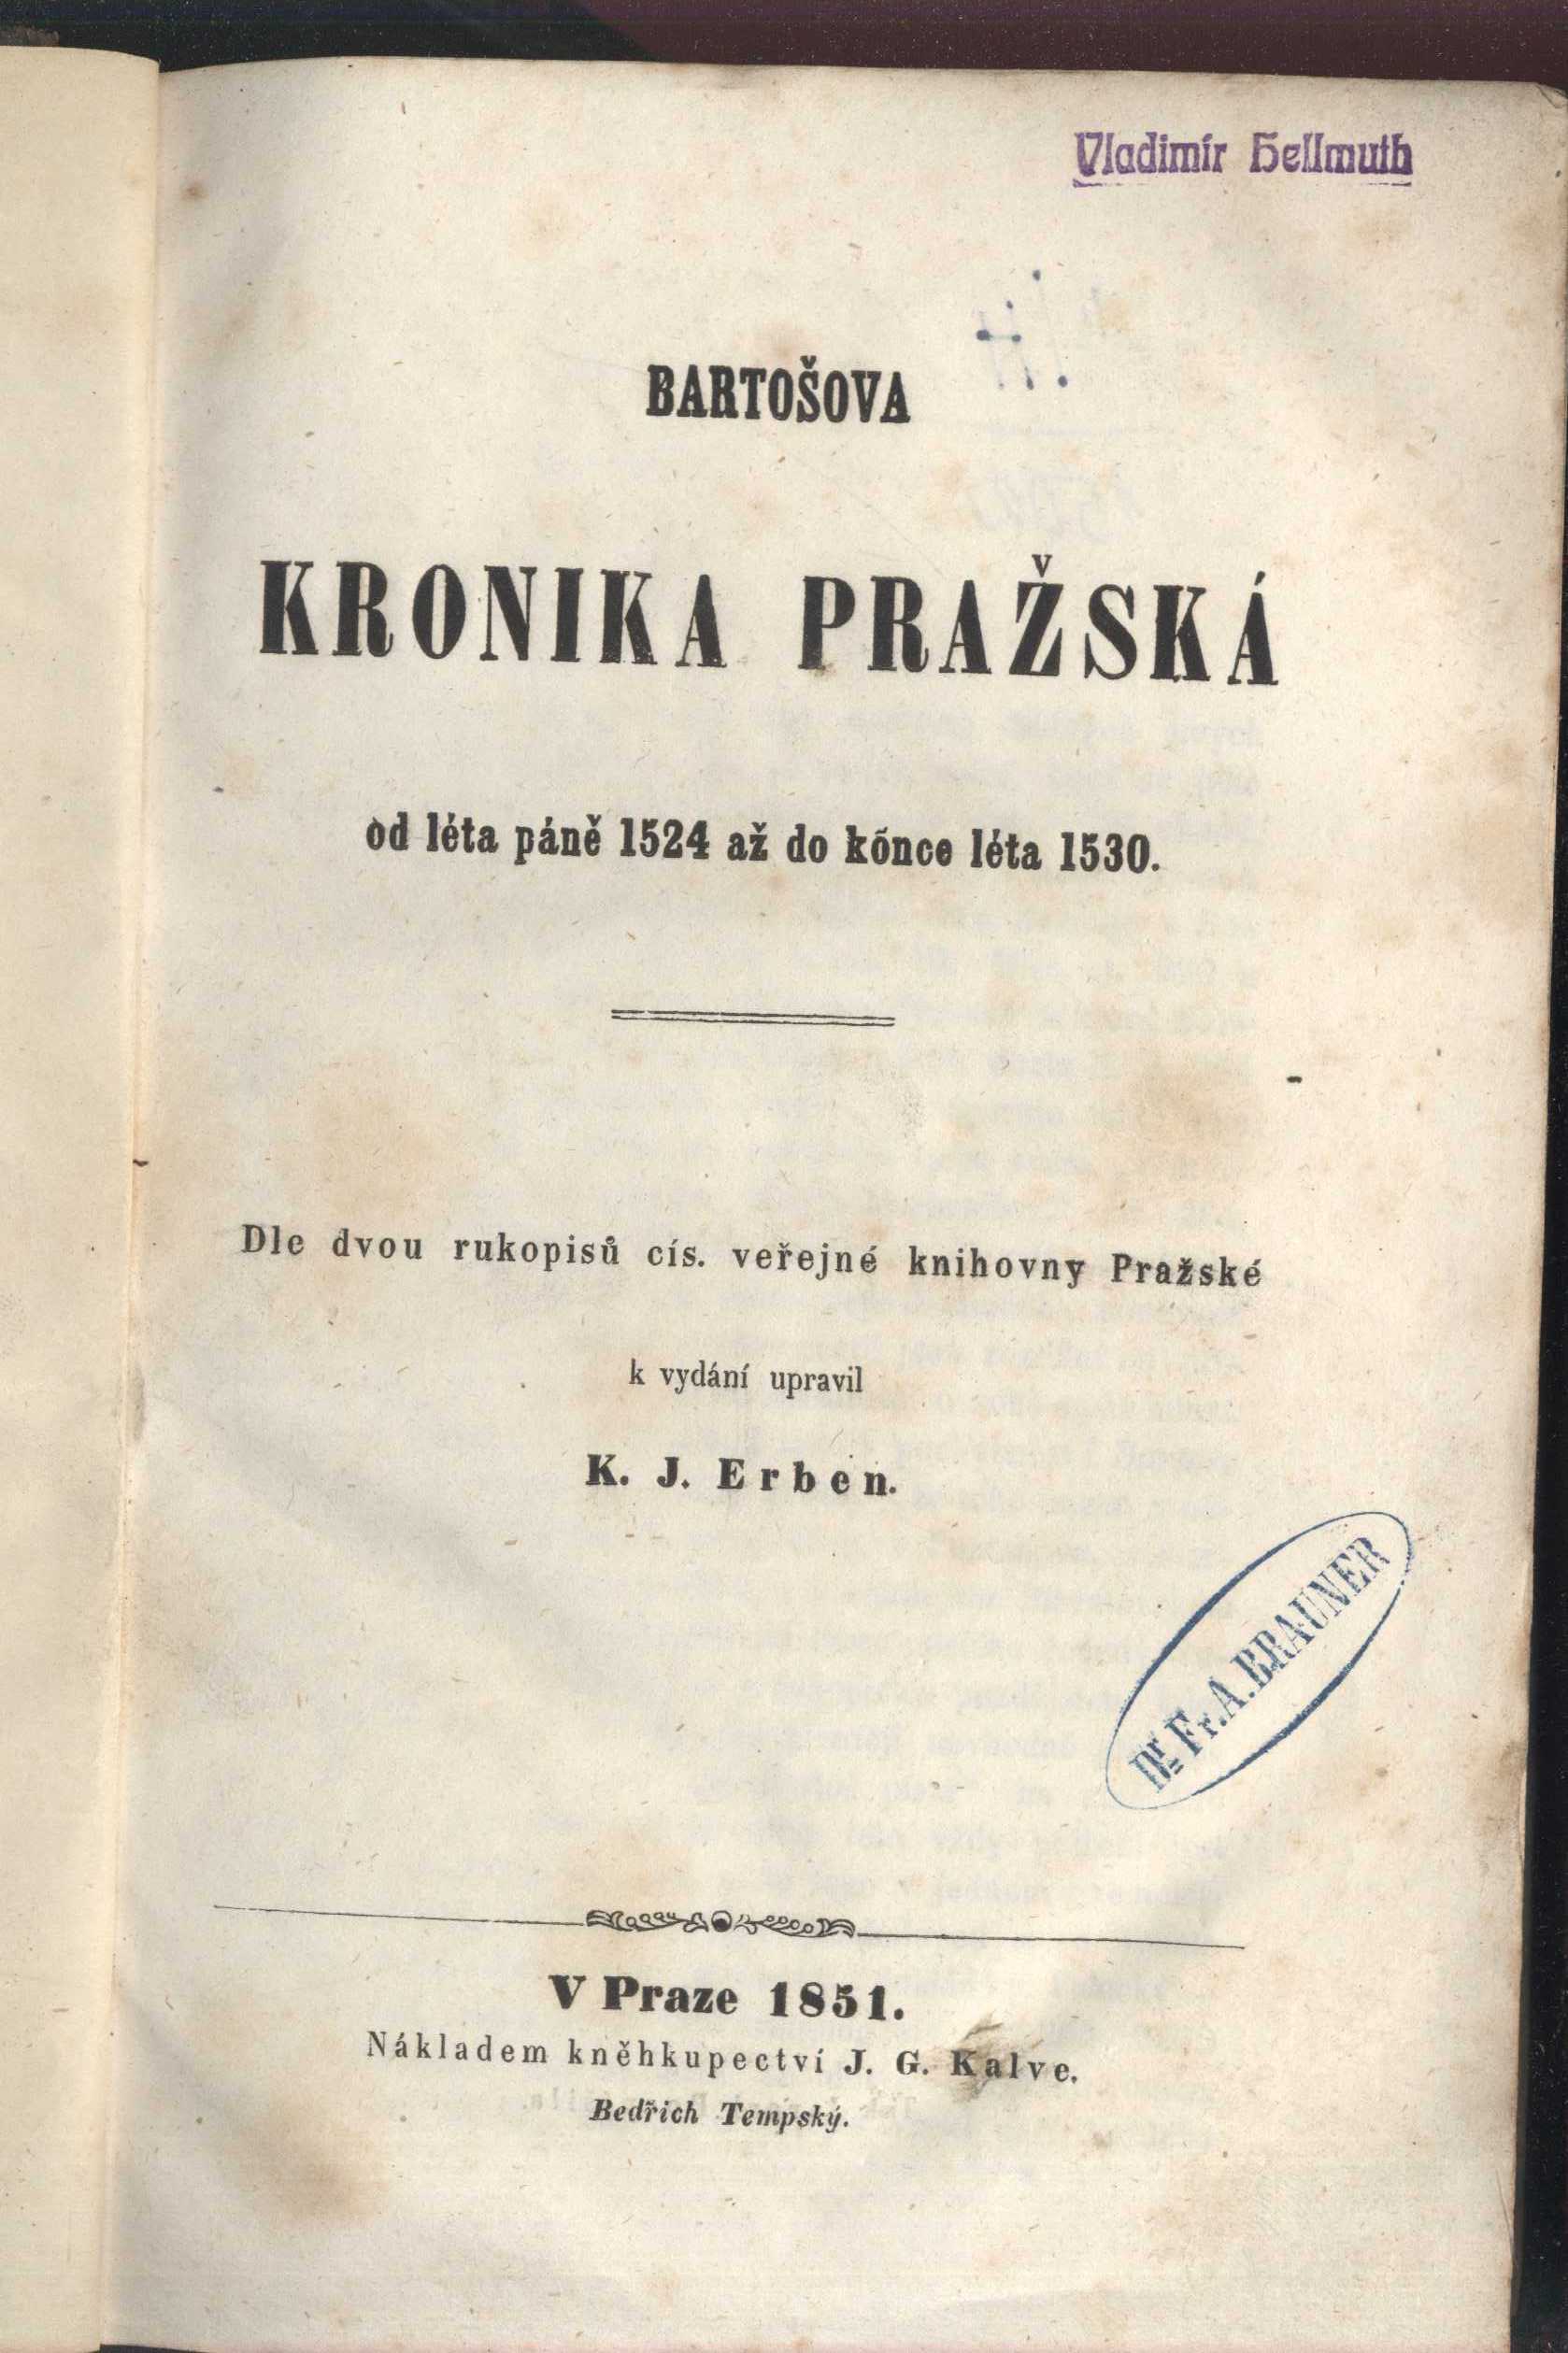 Vladimír Hellmuth
BARTOŠOVA
KRONIKA PRAŽSKÁ
od léta páně 1524 až do kónce léta 1530.
Dle dvou rukopisů cís. veřejné knihovny Pražské
k vydání upravil
K. J. Erben.
Dr. Fr. A. BRAUNER
V Praze 1851.
Nákladem kněhkupectví J. G. Kalve.
Bedřich Tempský.